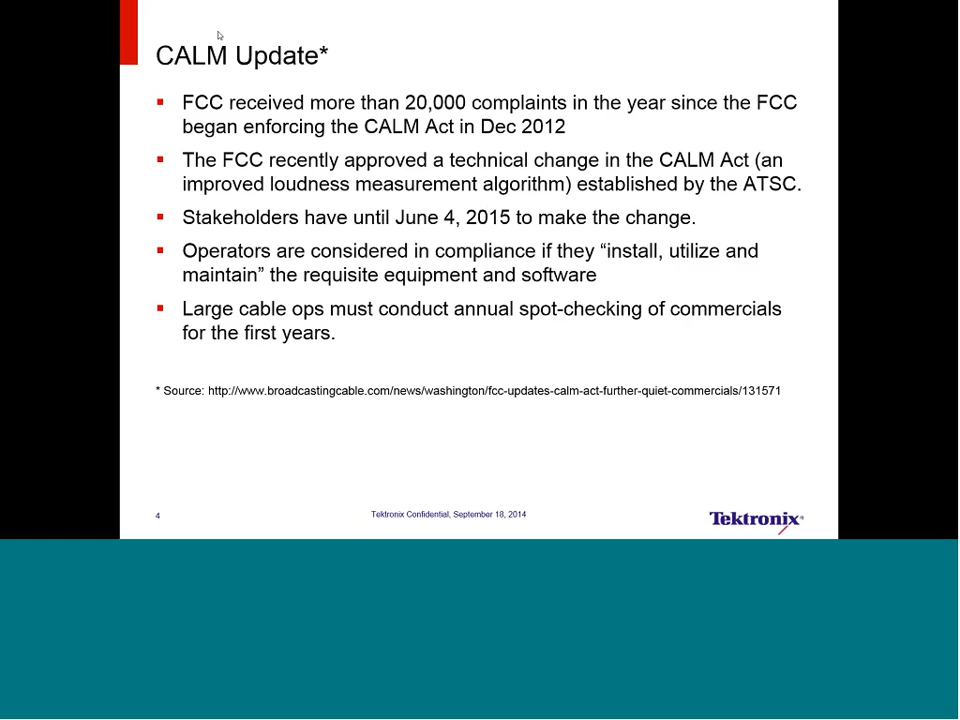 CALM Update*
▪ FCC received more than 20,000 complaints in the year since the FCC
began enforcing the CALM Act in Dec 2012
▪ The FCC recently approved a technical change in the CALM Act (an
improved loudness measurement algorithm) established by the ATSC.
▪ Stakeholders have until June 4, 2015 to make the change.
▪ Operators are considered in compliance if they “install, utilize and
maintain” the requisite equipment and software
▪ Large cable ops must conduct annual spot-checking of commercials
for the first years.
* Source: http://www.broadcastingcable.com/news/washington/fcc-updates-calm-act-further-quiet-commercials/131571
4
Tektronix Confidential, September 18, 2014
Tektronix®